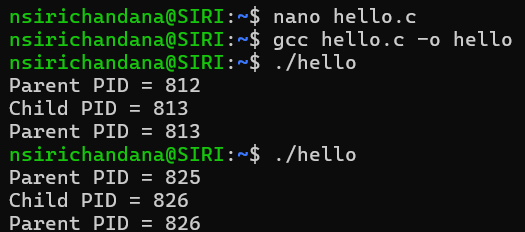 nsirichandana@SIRI:~$ nano hello.c
nsirichandana@SIRI:~$ gcc hello.c -o hello
nsirichandana@SIRI:~$ ./hello
Parent PID = 812
Child PID = 813
Parent PID = 813
nsirichandana@SIRI:~$ ./hello
Parent PID = 825
Child PID = 826
Parent PID = 826